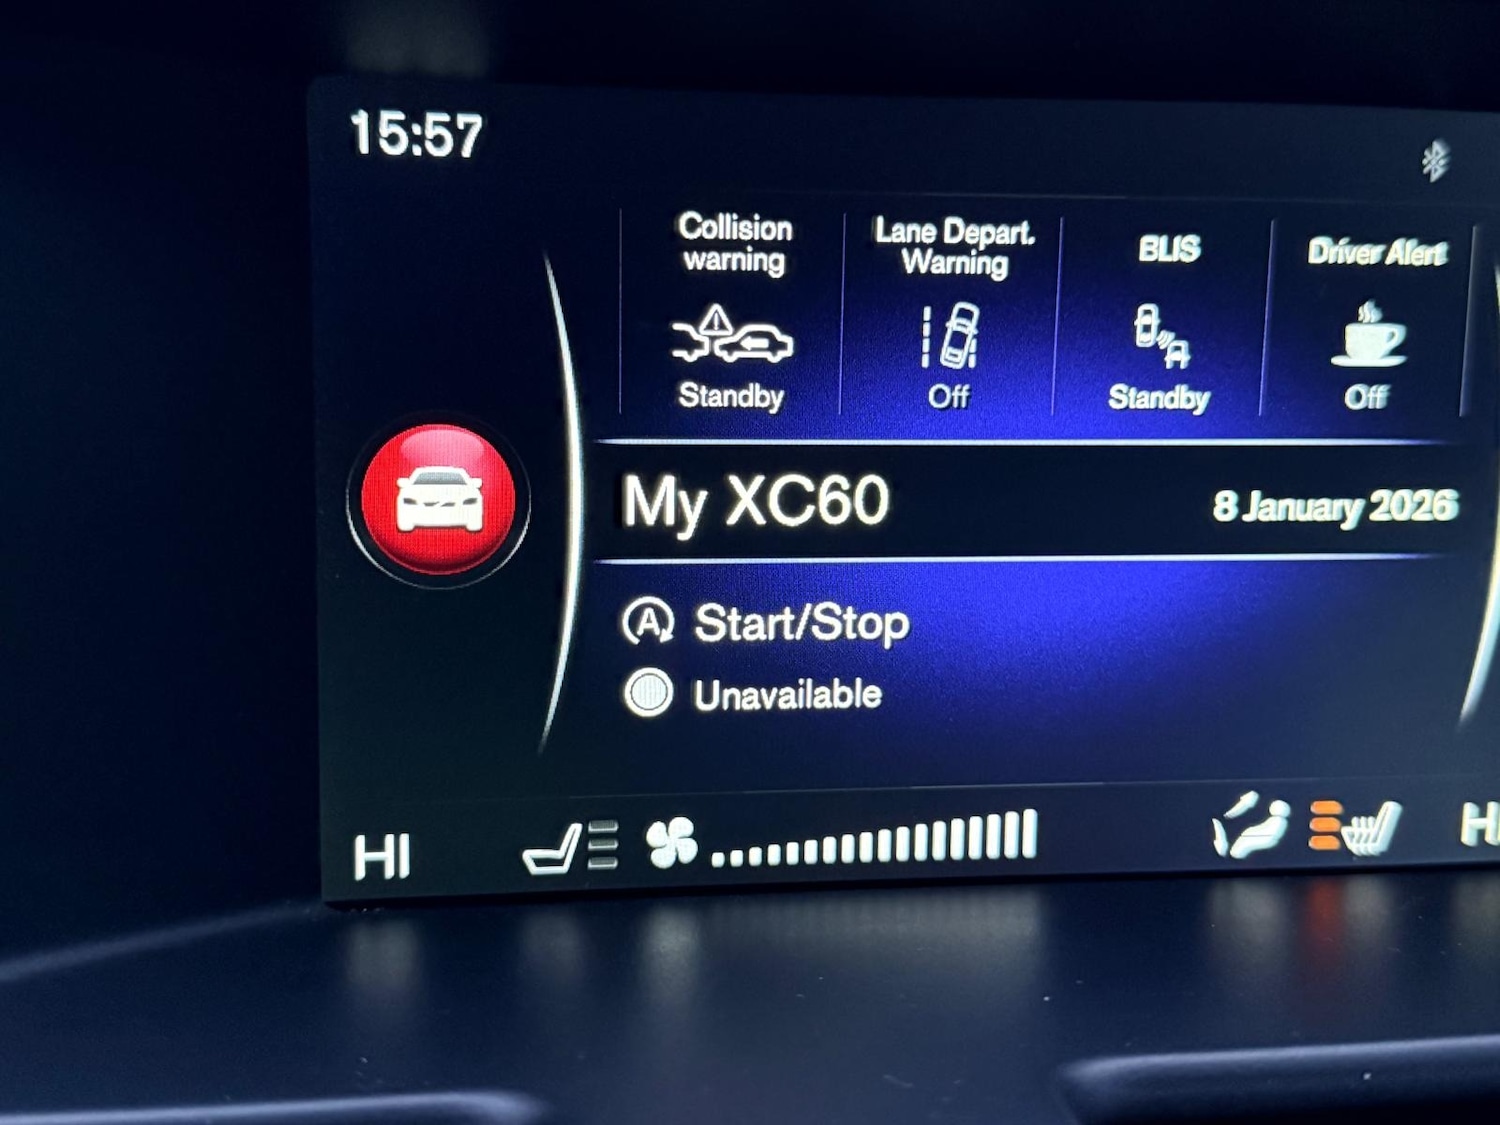 15:57
Collision
warning
Standby
Lane Depart.
Warning
Off
BLIS
Standby
Driver Alert
Off
My XC60
8 January 2026
A Start/Stop
Unavailable
HI
H